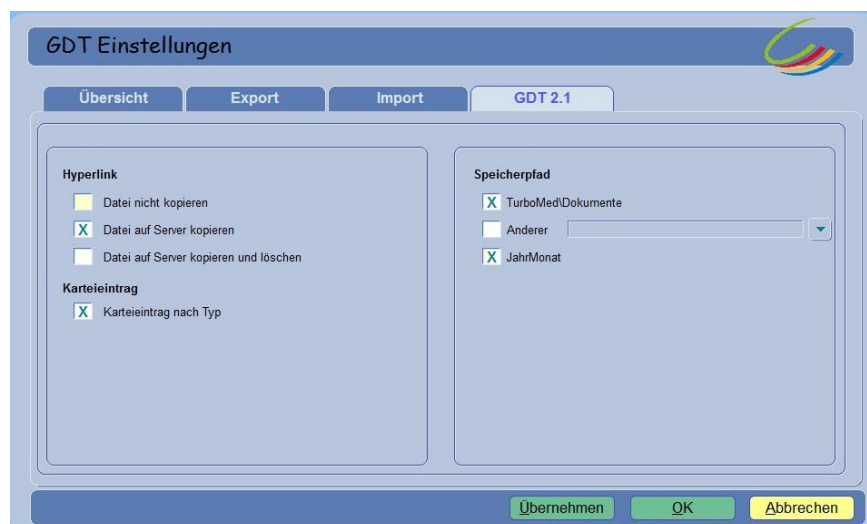 GDT Einstellungen
Übersicht
Export
Import
GDT 2.1
Hyperlink
Datei nicht kopieren
X Datei auf Server kopieren
Datei auf Server kopieren und löschen
Karteieintrag
X Karteieintrag nach Typ
Speicherpfad
X TurboMed\Dokumente
Anderer
X JahrMonat
Übernehmen
OK
Abbrechen